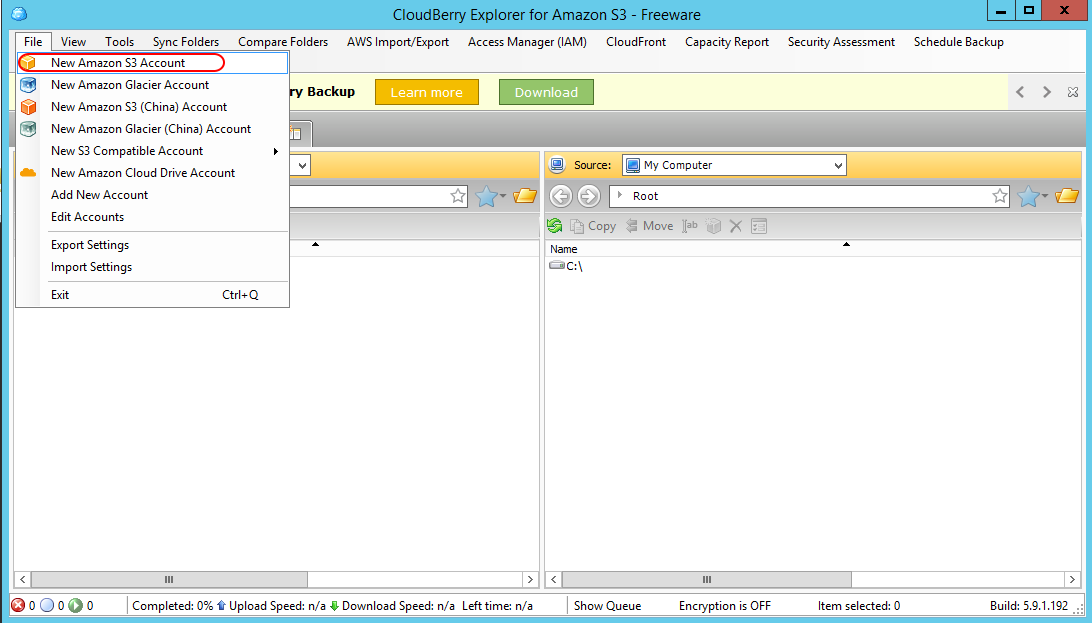 CloudBerry Explorer for Amazon S3 - Freeware
File View Tools Sync Folders Compare Folders AWS Import/Export Access Manager (IAM) CloudFront Capacity Report Security Assessment Schedule Backup
New Amazon S3 Account
New Amazon Glacier Account
ry Backup Learn more Download
New Amazon S3 (China) Account
New Amazon Glacier (China) Account
New S3 Compatible Account
New Amazon Cloud Drive Account
Add New Account
Edit Accounts
Export Settings
Import Settings
Exit Ctrl+Q
Source: My Computer
Root
Copy Move ab
Name
C:\
0 0 0 Completed: 0% Upload Speed: n/a Download Speed: n/a Left time: n/a Show Queue Encryption is OFF Item selected: 0 Build: 5.9.1.192